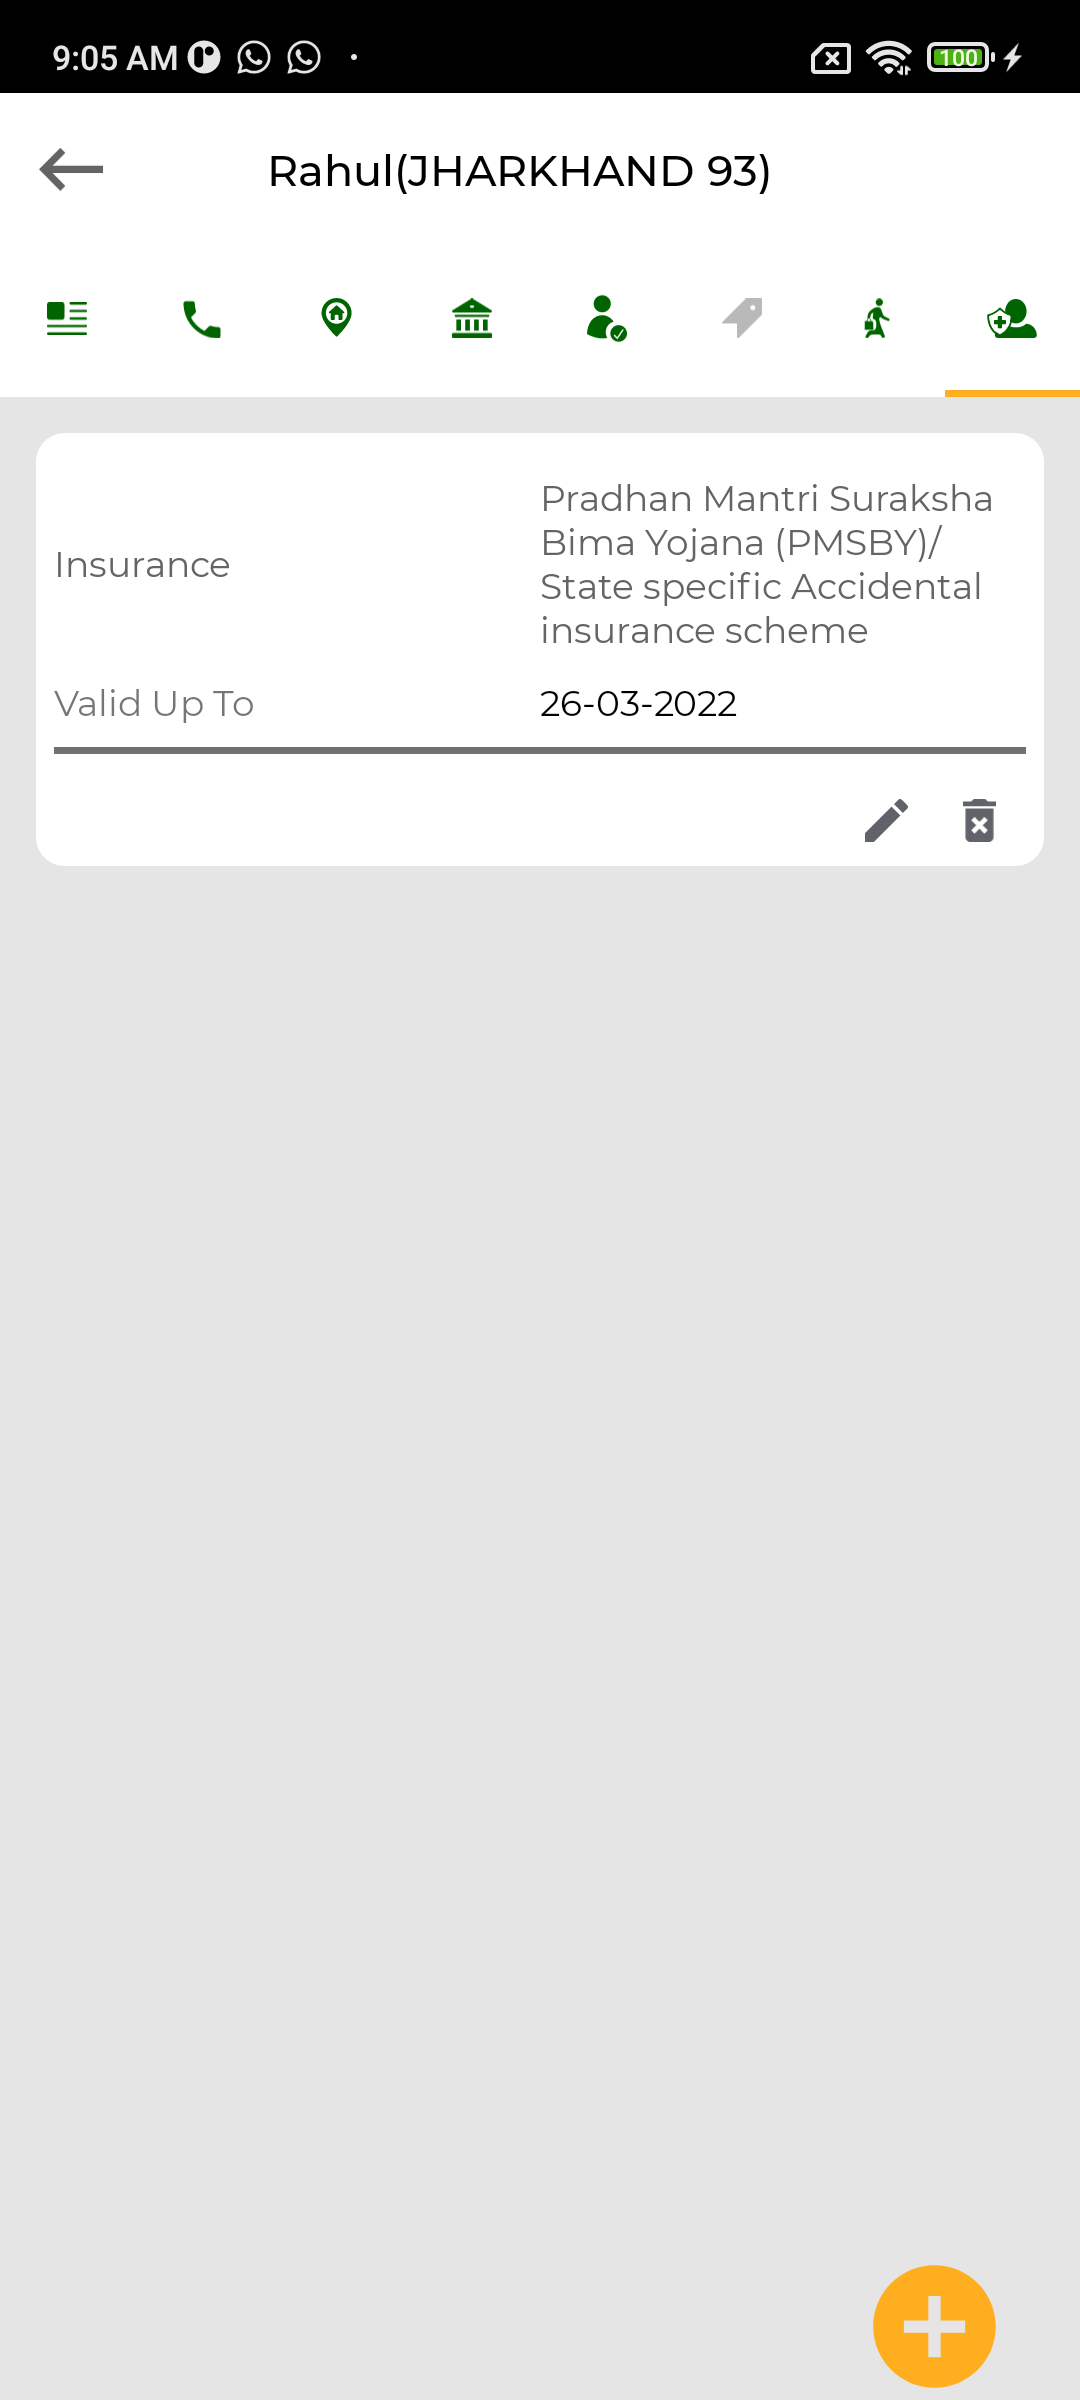 9:05 AM
100
Rahul(JHARKHAND 93)
Insurance
Pradhan Mantri Suraksha
Bima Yojana (PMSBY)/
State specific Accidental
insurance scheme
Valid Up To
26-03-2022